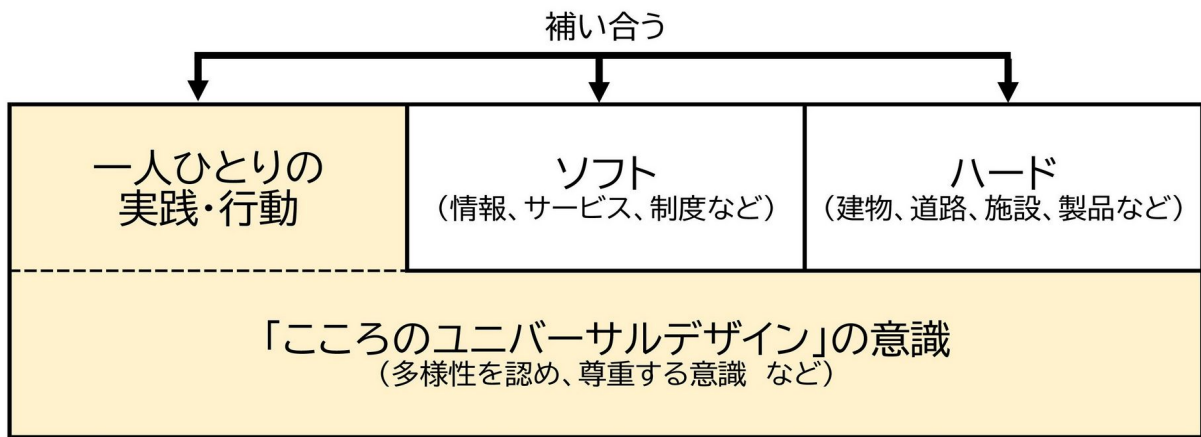 補い合う
一人ひとりの
実践・行動
ソフト
（情報、サービス、制度など）
ハード
（建物、道路、施設、製品など）
「こころのユニバーサルデザイン」の意識
（多様性を認め、尊重する意識 など）